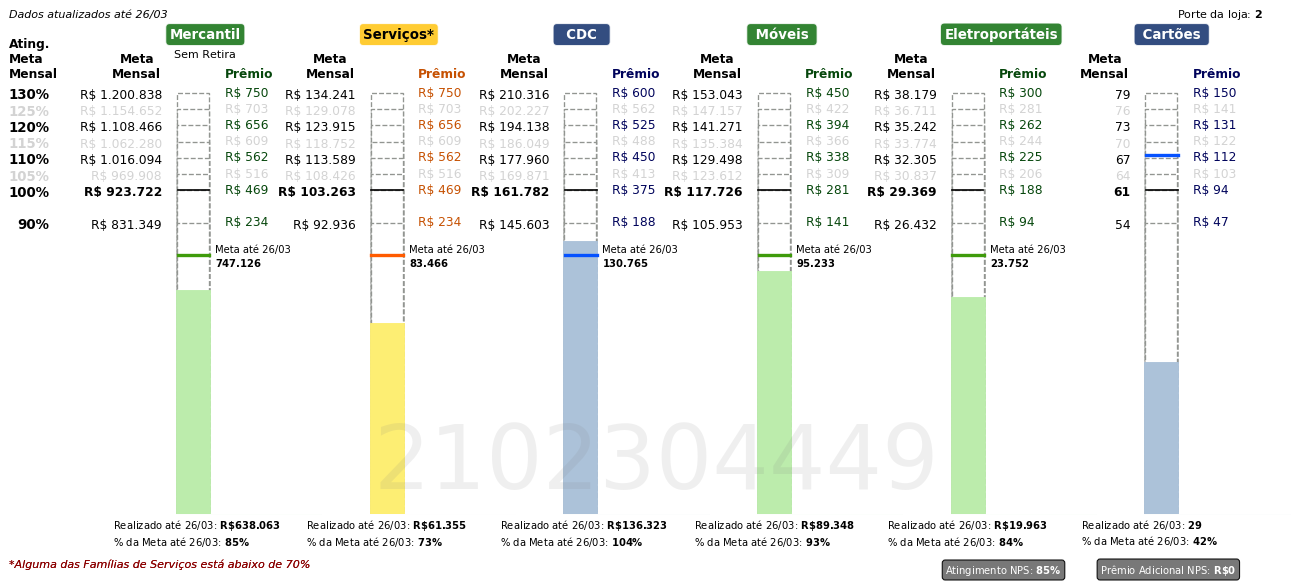 Dados atualizados até 26/03
Porte da loja: 2
Mercantil Serviços* CDC Móveis Eletroportáteis Cartões
Sem Retira
Ating. Meta Mensal
Meta Mensal Prêmio Meta Mensal Prêmio Meta Mensal Prêmio Meta Mensal Prêmio Meta Mensal Prêmio Meta Mensal Prêmio
130% R$ 1.200.838 R$ 750 R$ 134.241 R$ 750 R$ 210.316 R$ 600 R$ 153.043 R$ 450 R$ 38.179 R$ 300 79 R$ 150
125% R$ 1.154.652 R$ 703 R$ 129.078 R$ 703 R$ 202.227 R$ 562 R$ 147.157 R$ 422 R$ 36.711 R$ 281 76 R$ 141
120% R$ 1.108.466 R$ 656 R$ 123.915 R$ 656 R$ 194.138 R$ 525 R$ 141.271 R$ 394 R$ 35.242 R$ 262 73 R$ 131
115% R$ 1.062.280 R$ 609 R$ 118.752 R$ 609 R$ 186.049 R$ 488 R$ 135.384 R$ 366 R$ 33.774 R$ 244 70 R$ 122
110% R$ 1.016.094 R$ 562 R$ 113.589 R$ 562 R$ 177.960 R$ 450 R$ 129.498 R$ 338 R$ 32.305 R$ 225 67 R$ 112
105% R$ 969.908 R$ 516 R$ 108.426 R$ 516 R$ 169.871 R$ 413 R$ 123.612 R$ 309 R$ 30.837 R$ 206 64 R$ 103
100% R$ 923.722 R$ 469 R$ 103.263 R$ 469 R$ 161.782 R$ 375 R$ 117.726 R$ 281 R$ 29.369 R$ 188 61 R$ 94
90% R$ 831.349 R$ 234 R$ 92.936 R$ 234 R$ 145.603 R$ 188 R$ 105.953 R$ 141 R$ 26.432 R$ 94 54 R$ 47
Meta até 26/03 Meta até 26/03 Meta até 26/03 Meta até 26/03 Meta até 26/03
747.126 83.466 130.765 95.233 23.752
2102304449
Realizado até 26/03: R$638.063 Realizado até 26/03: R$61.355 Realizado até 26/03: R$136.323 Realizado até 26/03: R$89.348 Realizado até 26/03: R$19.963 Realizado até 26/03: 29
% da Meta até 26/03: 85% % da Meta até 26/03: 73% % da Meta até 26/03: 104% % da Meta até 26/03: 93% % da Meta até 26/03: 84% % da Meta até 26/03: 42%
*Alguma das Famílias de Serviços está abaixo de 70%
Atingimento NPS: 85% Prêmio Adicional NPS: R$0